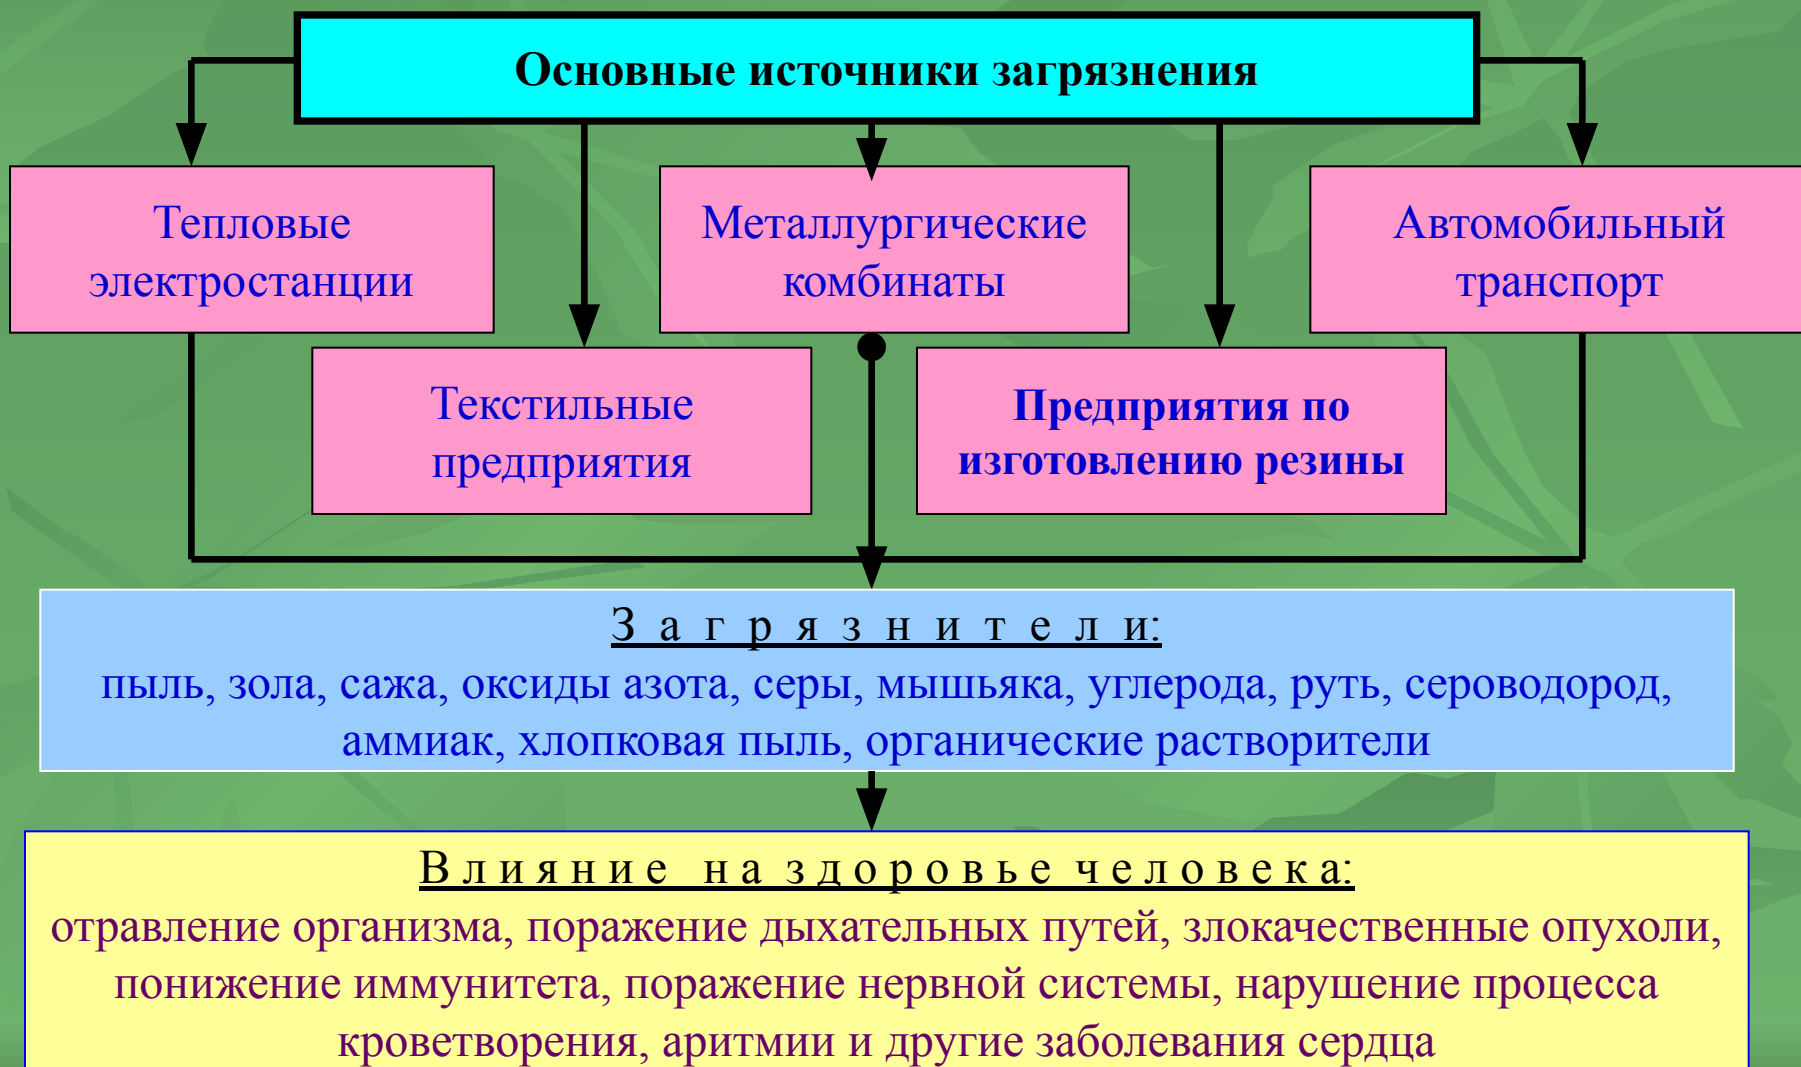 Основные источники загрязнения
Тепловые
электростанции
Металлургические
комбинаты
Автомобильный
транспорт
Текстильные
предприятия
Предприятия по
изготовлению резины
З а г р я з н и т е л и:
пыль, зола, сажа, оксиды азота, серы, мышьяка, углерода, руть, сероводород,
аммиак, хлопковая пыль, органические растворители
В л и я н и е н а з д о р о в ь е ч е л о в е к а:
отравление организма, поражение дыхательных путей, злокачественные опухоли,
понижение иммунитета, поражение нервной системы, нарушение процесса
кроветворения, аритмии и другие заболевания сердца